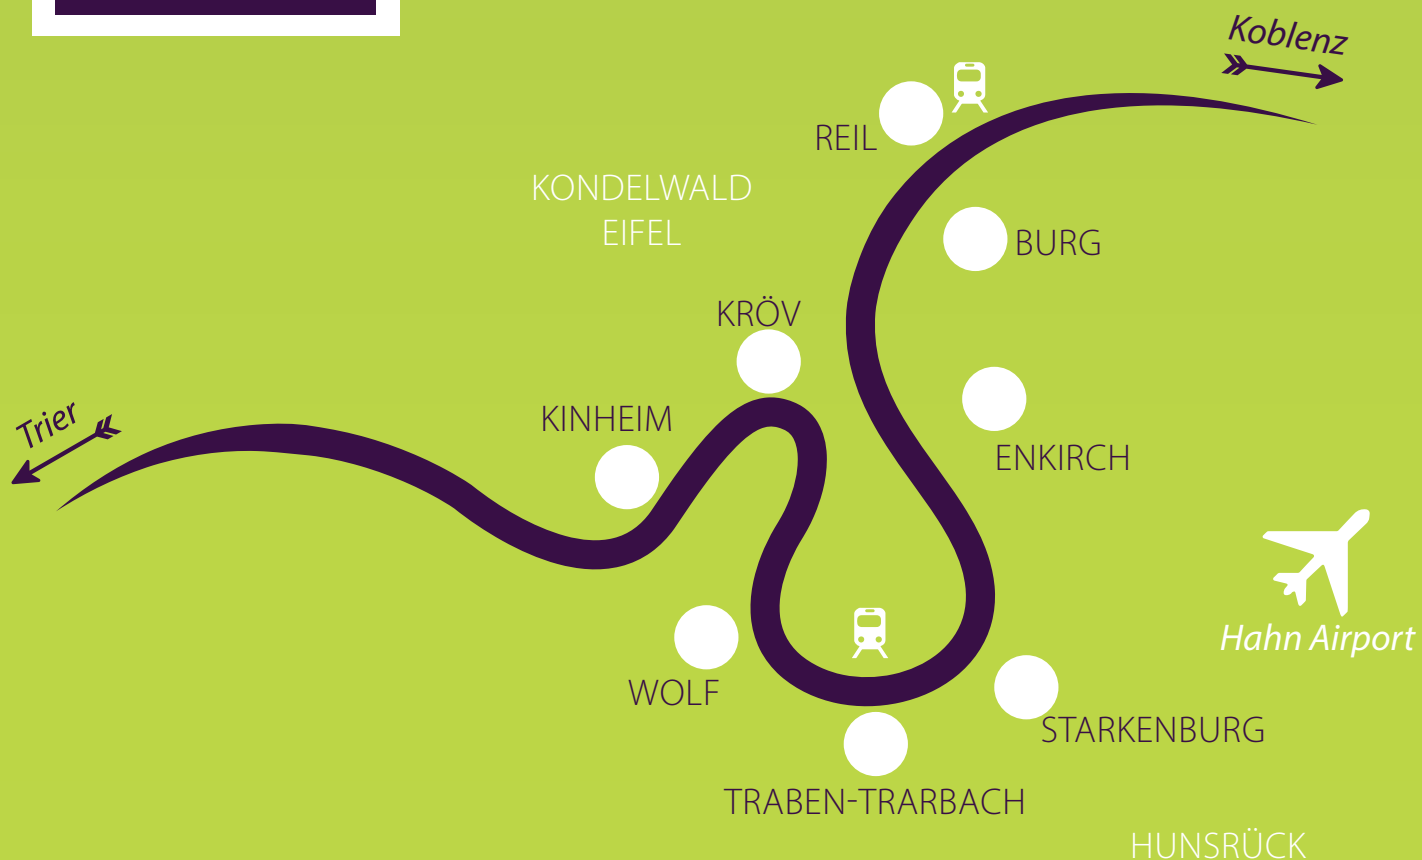 Koblenz
REIL
KONDELWALD
EIFEL
BURG
KRÖV
Trier
KINHEIM
ENKIRCH
Hahn Airport
WOLF
STARKENBURG
TRABEN-TRARBACH
HUNSRÜCK